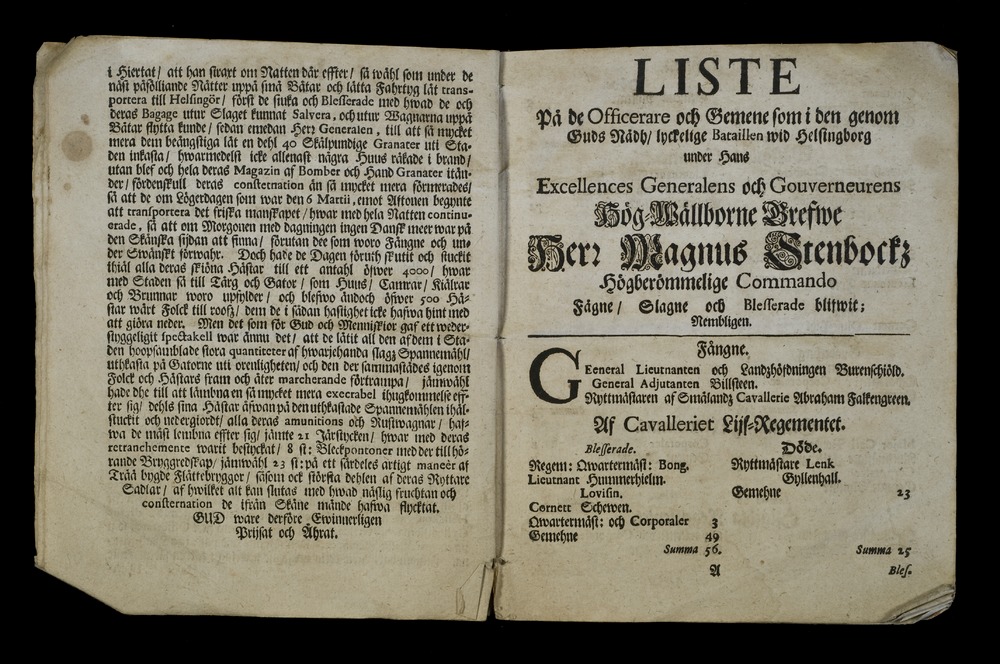 i Hiertat/ att han straxt om Natten där effter/ så wähl som under de
näst påfölljande Nätter uppå små Båtar och lätta Fahrtyg lät trans-
portera till Helsingör/ först de siuka och Blesserade med hwad de och
deras Bagage utur Slaget kunnat Salvera, och utur Wagnarna uppå
Båtar flytta kunde/ sedan emedan Herr Generalen, till att så mycket
mera dem beängstiga låt en dehl 40 Skålpundige Granater uti Sta-
den inkasta/ hwarmedelst icke allenast några Huus råkade i brand/
utan blef och hela deras Magazin af Bomber och Hand Granater itän-
der/ fördenskull deras consternation än så mycket mera förmerades/
så att de om Lögerdagen som war den 6 Martii, emot Aftonen begynte
att transportera det friska manskapet/ hwar med hela Natten continu-
erade, så att om Morgonen med dagningen ingen Dansk meer war på
den Skånska sijdan att finna/ förutan dee som woro Fångne och un-
der Swänskt förwahr. Doch hade de Dagen föruth skutit och stuckit
ihiäl alla deras skiöna Hästar till ett antahl öfwer 4000/ hwar
med Staden så till Torg och Gator/ som Huus/ Camrar/ Kiälrar
och Brunnar woro upfylder/ och blefwo ändoch öfwer 500 Hä-
star wårt Folck till roofz/ dem de i sådan hastighet icke hafwa hint med
att giöra neder. Men det som för Gud och Menniskior gaf ett weder-
styggeligit spectakell war ännu det/ att de låtit all den af dem i Sta-
den hoopsamblade stora quantiteter af hwarjehanda slagz Spannemåhl/
uthkasta på Gatorne uti orenligheten/ och den der sammastädes igenom
Folck och Hästars fram och åter marcherande förtrampa/ jämwähl
hade dhe till att lämbna en så mycket mera execrabel ihugkommelse eff-
ter sig/ dehls sina Hästar äfwan på den uthkastade Spannemåhlen ihäl-
stuckit och nedergiordt/ alla deras amunitions och Rustwagnar/ haf-
wa de måst lembna effter sig/ jämte 21 Järstycken/ hwar med deras
retranchemente warit bestyckat/ 8 st: Bleckpontoner med der till hö-
rande Bryggredskap/ jämwähl 23 st: på ett särdeles artigt maneer af
Trää bygde Flättebryggor/ såsom ock största dehlen af deras Ryttare
Sadlar/ af hwilket alt kan slutas med hwad näslig fruchtan och
consternation de ifrån Skåne månde hafwa flycktat.
GUD ware derföre Ewinnerligen
Prijsat och Ährat.
LISTE
På de Officerare och Gemene som i den genom
Guds Nådh/ lyckelige Bataillen wid Helsingborg
under Hans
Excellences Generalens och Gouverneurens
Hög-Wällborne Grefwe
Herr Magnus Stenbockz
Högberömmelige Commando
Fågne/ Slagne och Blesserade blifwit;
Nembligen.
Fångne.
GEeneral Lieutnanten och Landzhöfdningen Burenschiöld.
General Adjutanten Billsteen.
Ryttmästaren af Smålandz Cavallerie Abraham Falkengreen.
Af Cavalleriet Lijf-Regementet.
Blesserade. Döde.
Regem: Qwartermäst: Bong. Ryttmästare Lenk
Lieutnant Hummerhielm. Gyllenhall.
Lovisin. Gemehne 23
Cornett Schewen.
Qwartermäst: och Corporaler 3
Gemehne 49
Summa 56. Summa 25
A Bles.